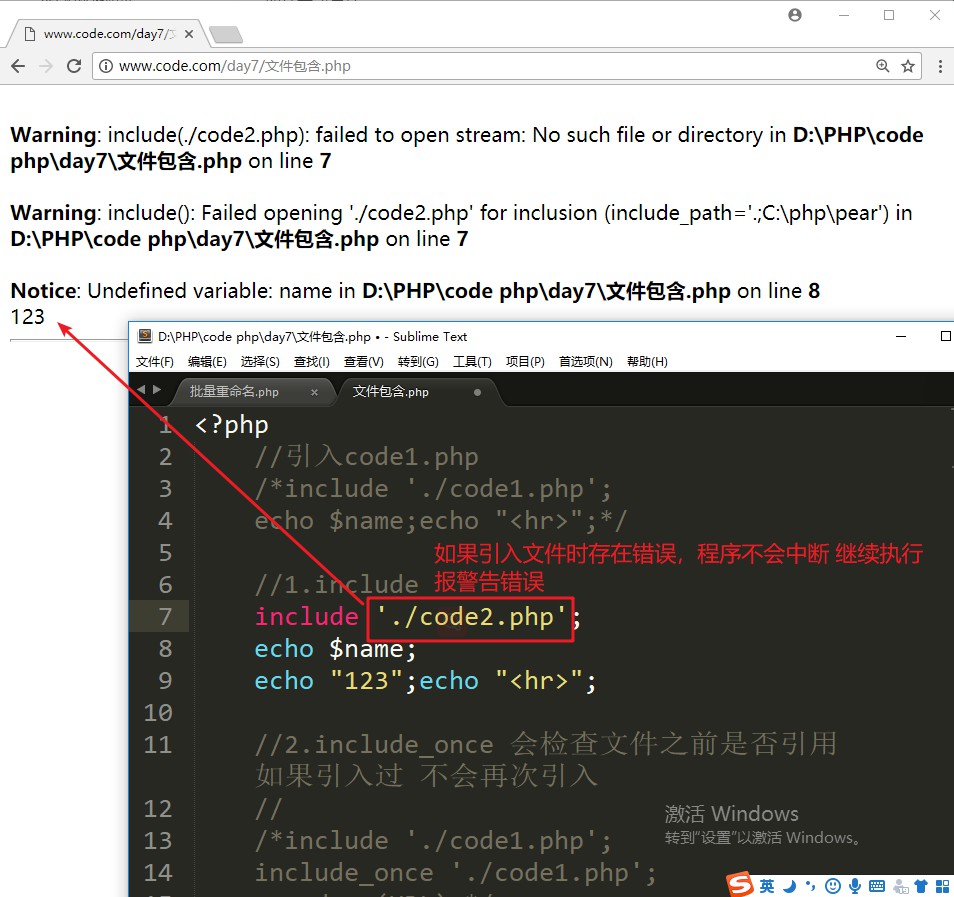 www.code.com/day7/
www.code.com/day7/文件包含.php
Warning: include(./code2.php): failed to open stream: No such file or directory in D:\PHP\code
php\day7\文件包含.php on line 7
Warning: include(): Failed opening './code2.php' for inclusion (include_path='.;C:\php\pear') in
D:\PHP\code php\day7\文件包含.php on line 7
Notice: Undefined variable: name in D:\PHP\code php\day7\文件包含.php on line 8
123
D:\PHP\code php\day7\文件包含.php • - Sublime Text
文件(F) 编辑(E) 选择(S) 查找(I) 查看(V) 转到(G) 工具(T) 项目(P) 首选项(N) 帮助(H)
批量重命名.php × 文件包含.php
1 <?php
2 //引入code1.php
3 /*include './code1.php';
4 echo $name;echo "<hr>";*/
5
如果引入文件时存在错误，程序不会中断 继续执行
报警告错误
6 //1.include
7 include './code2.php';
8 echo $name;
9 echo "123";echo "<hr>";
10
11 //2.include_once 会检查文件之前是否引用
如果引入过 不会再次引入
12 //
13 /*include './code1.php';
14 include_once './code1.php';
激活 Windows
转到"设置"以激活 Windows。
英